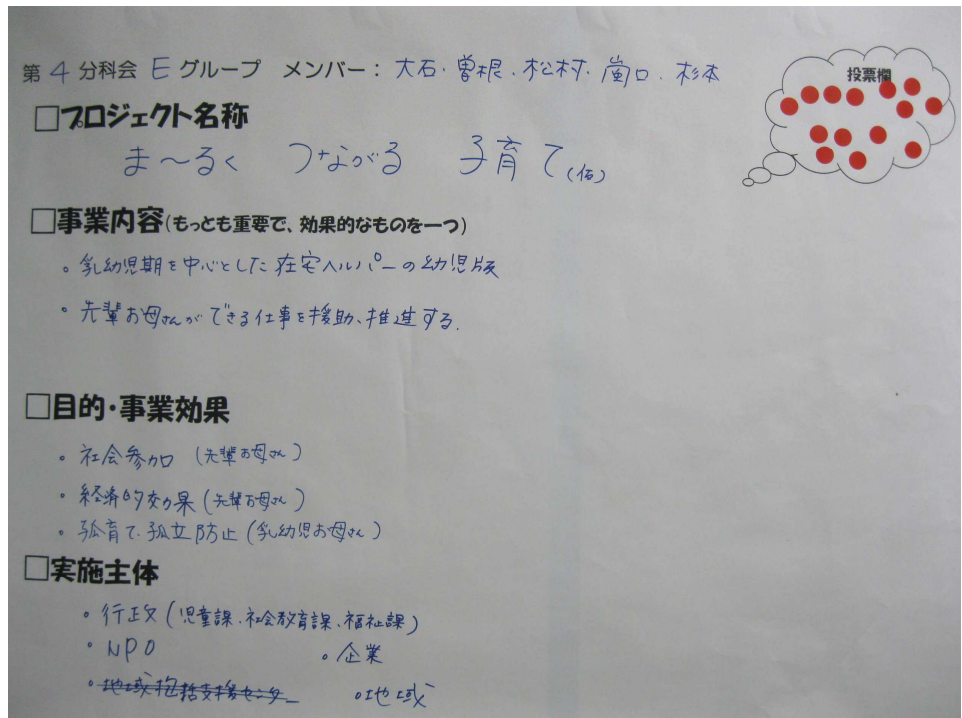 第 4 分科会 E グループ メンバー： 大石・曽根・松村・崗口・杉本
投票欄
□プロジェクト名称
ま〜るく つながる 子育て(仮)
□事業内容(もっとも重要で、効果的なものを一つ)
・乳幼児期を中心とした在宅ヘルパーの幼児版
・先輩お母さんができる仕事を援助、推進する.
□目的・事業効果
・社会参加 (先輩お母さん)
・経済的効果 (先輩お母さん)
・孤育て・孤立防止 (乳幼児お母さん)
□実施主体
・行政 (児童課、社会教育課、福祉課)
・NPO ・企業
・地域包括支援センター ・地域